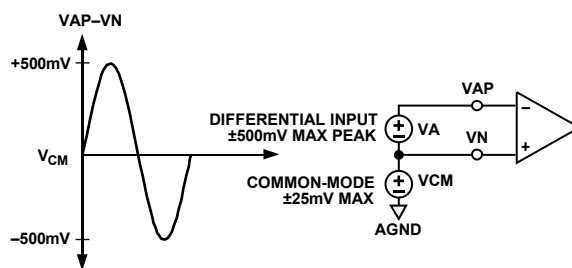 VAP–VN
+500mV
VCM
–500mV
DIFFERENTIAL INPUT
±500mV MAX PEAK
VA
VAP
VN
COMMON-MODE
±25mV MAX
VCM
AGND